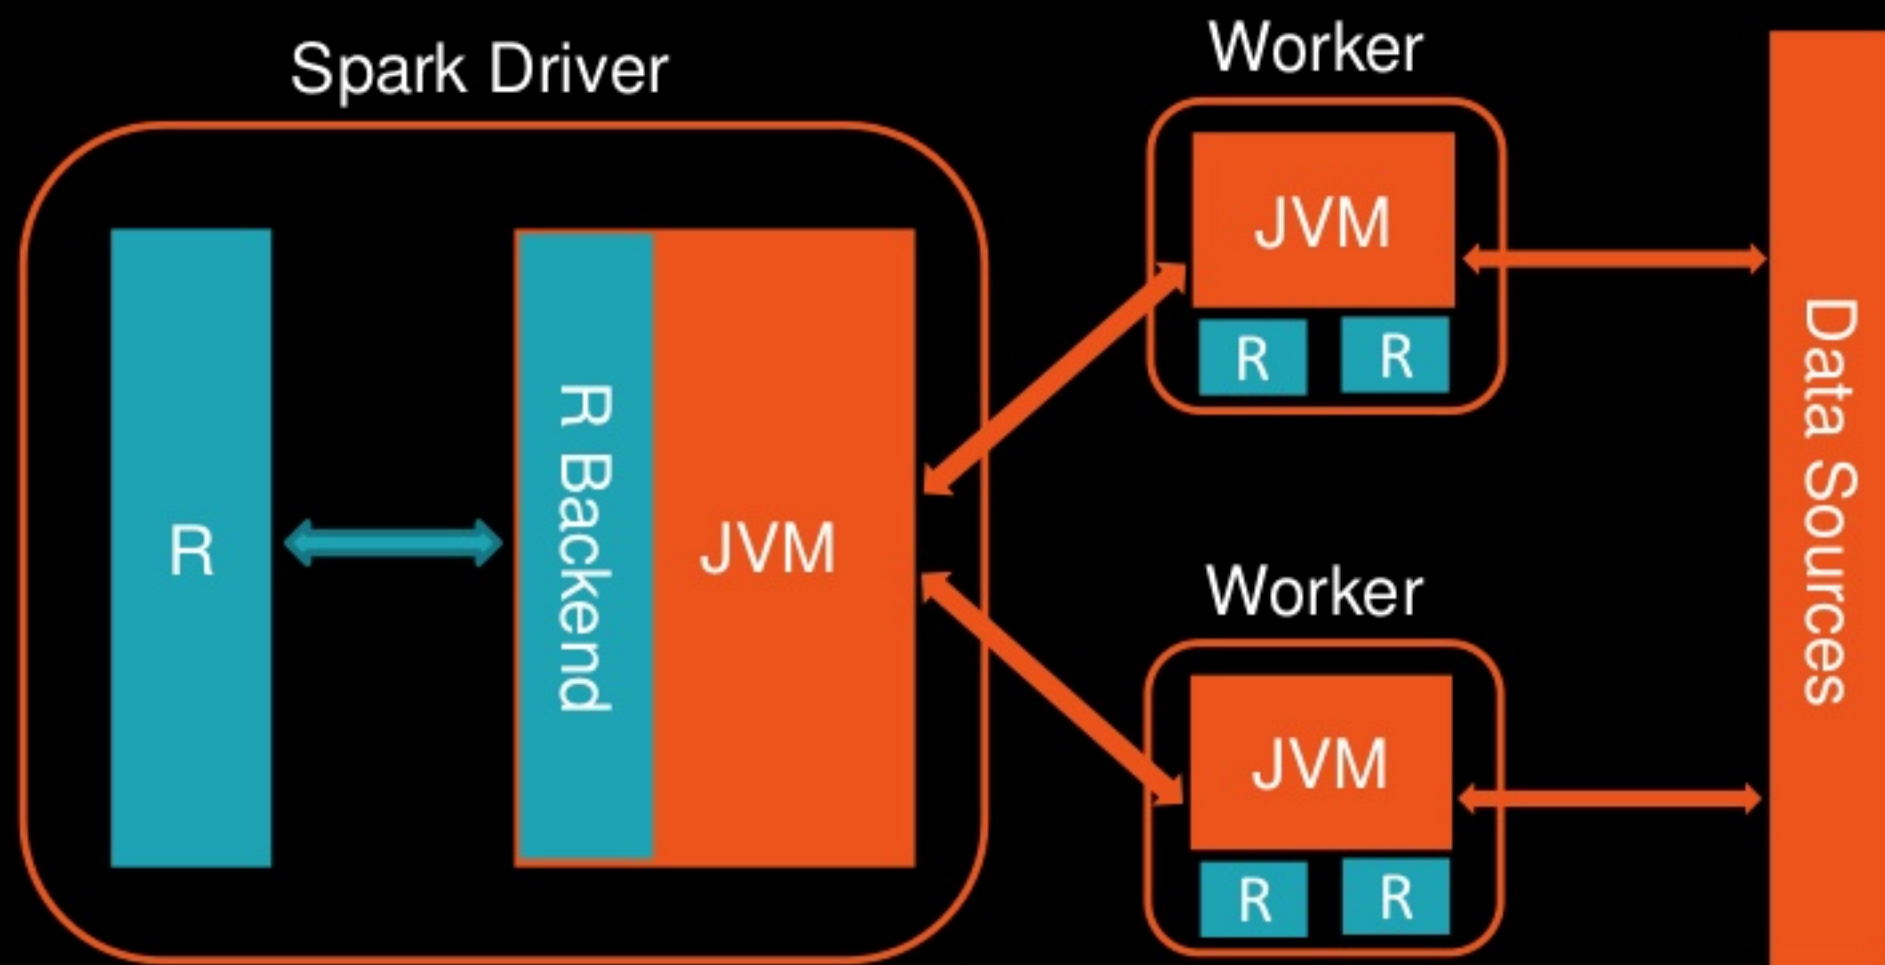 Spark Driver
R
R Backend
JVM
Worker
JVM
R R
Worker
JVM
R R
Data Sources